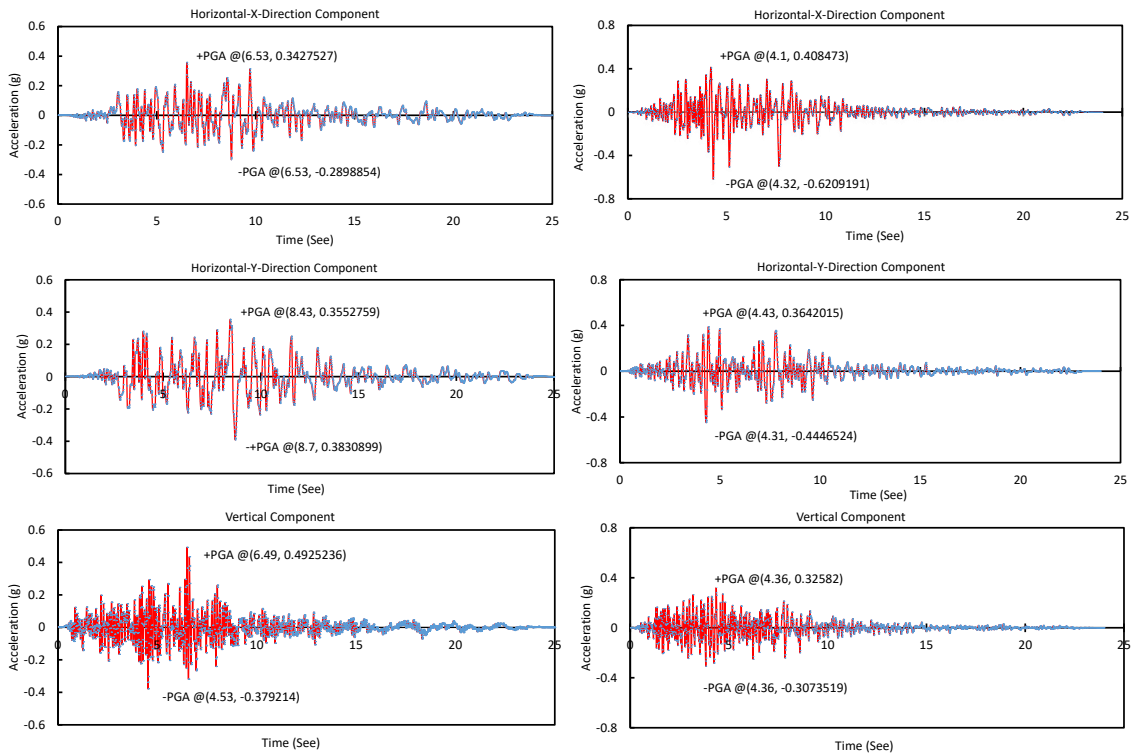 Horizontal-X-Direction Component
0.6
0.4
0.2
0
-0.2
-0.4
-0.6
Acceleration (g)
+PGA @(6.53, 0.3427527)
-PGA @(6.53, -0.2898854)
0 5 10 15 20 25
Time (See)
Horizontal-X-Direction Component
0.8
0.4
0
-0.4
-0.8
Acceleration (g)
+PGA @(4.1, 0.408473)
-PGA @(4.32, -0.6209191)
0 5 10 15 20 25
Time (See)
Horizontal-Y-Direction Component
0.6
0.4
0.2
0
-0.2
-0.4
-0.6
Acceleration (g)
+PGA @(8.43, 0.3552759)
-+PGA @(8.7, 0.3830899)
0 5 10 15 20 25
Time (See)
Horizontal-Y-Direction Component
0.8
0.4
0
-0.4
-0.8
Acceleration (g)
+PGA @(4.43, 0.3642015)
-PGA @(4.31, -0.4446524)
0 5 10 15 20 25
Time (See)
Vertical Component
0.6
0.4
0.2
0
-0.2
-0.4
-0.6
Acceleration (g)
+PGA @(6.49, 0.4925236)
-PGA @(4.53, -0.379214)
0 5 10 15 20 25
Time (See)
Vertical Component
0.8
0.4
0
-0.4
-0.8
Acceleration (g)
+PGA @(4.36, 0.32582)
-PGA @(4.36, -0.3073519)
0 5 10 15 20 25
Time (See)